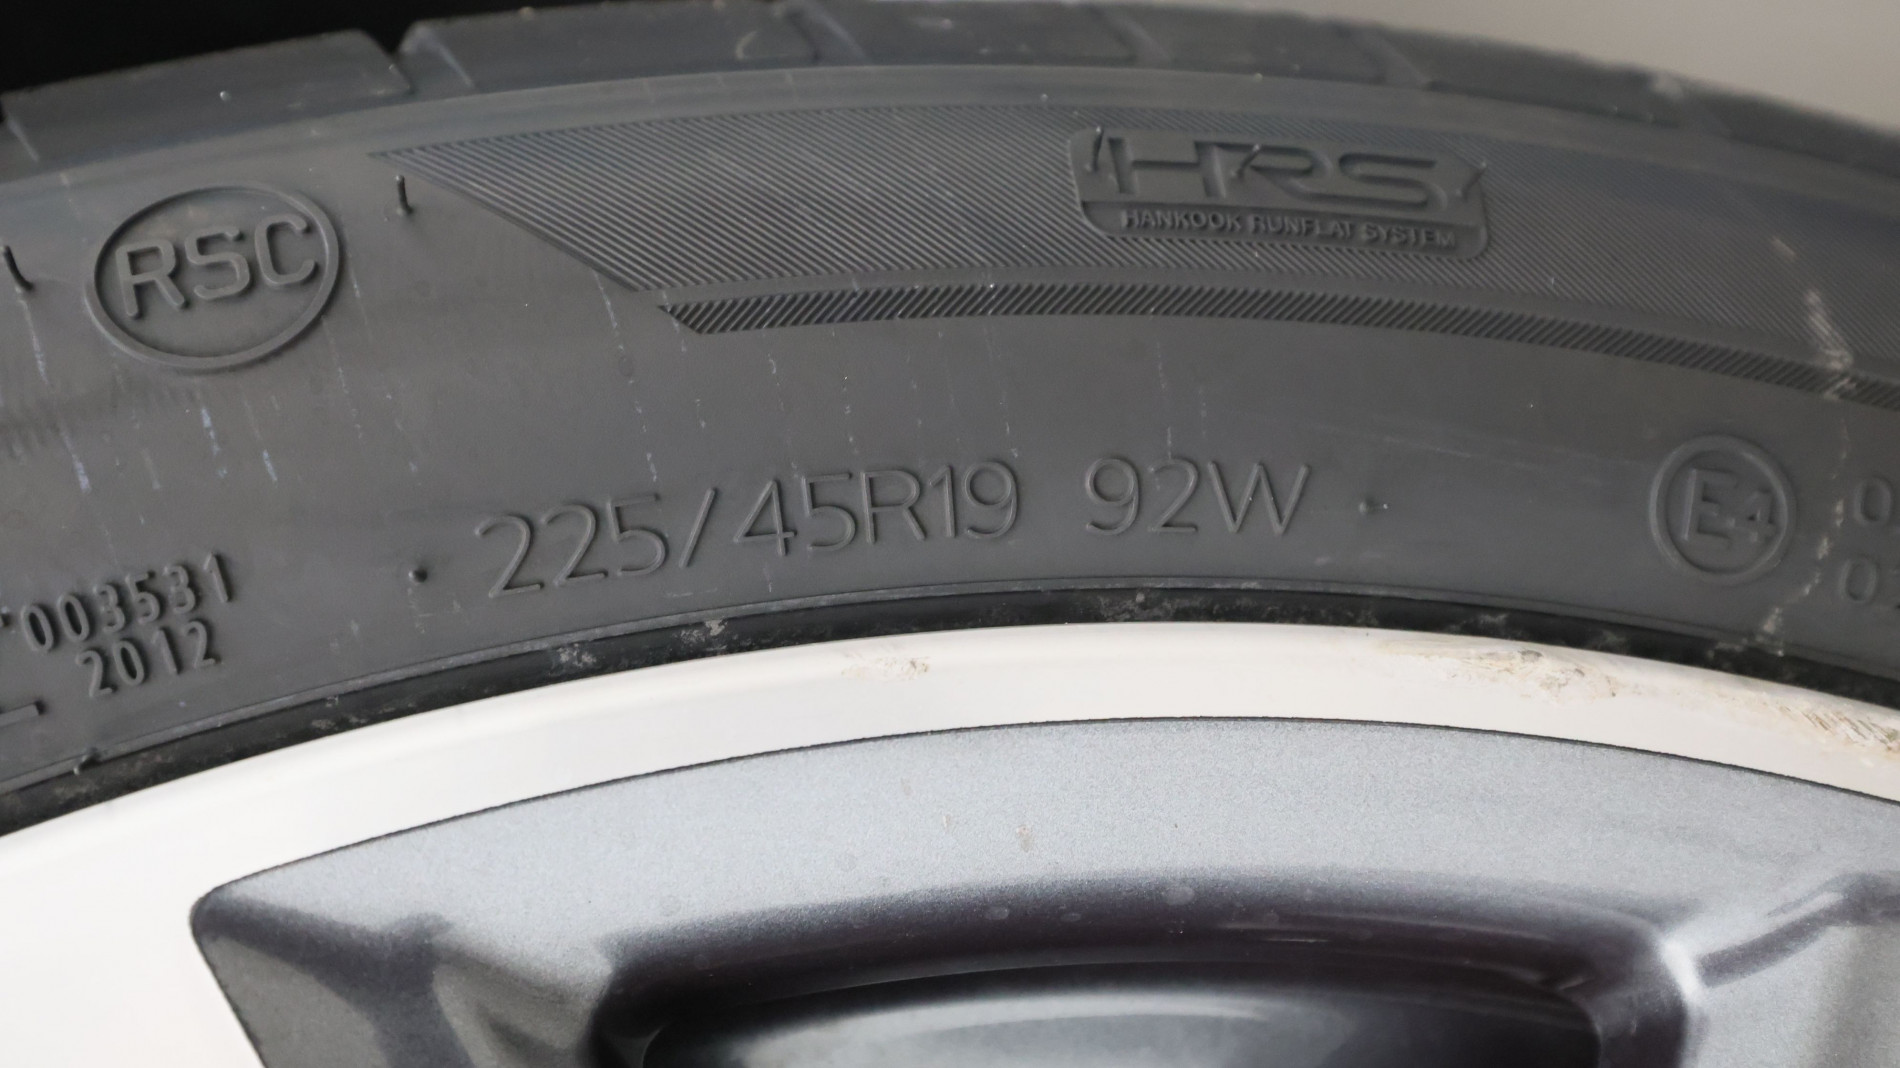 RSC
HRS
HANKOOK RUNFLAT SYSTEM
225/45R19 92W
E4
003531
2012